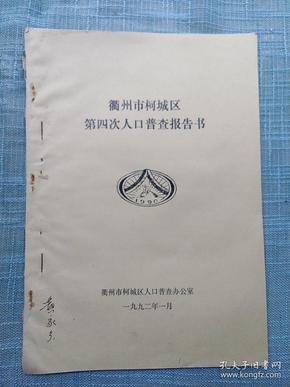 衢州市柯城区
第四次人口普查报告书
1990
衢州市柯城区人口普查办公室
一九九二年一月
孔夫子旧书网